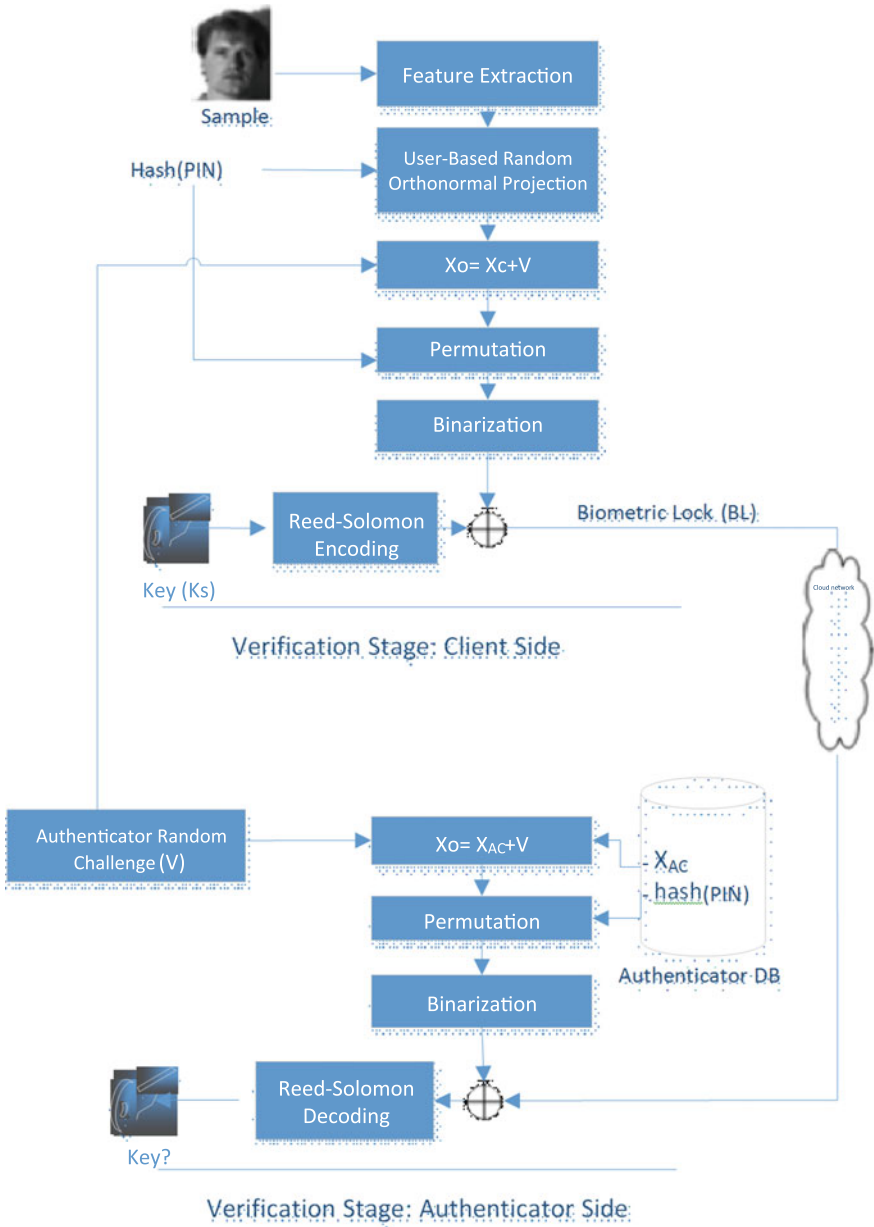 Feature Extraction
Sample
User-Based Random
Orthonormal Projection
Hash(PIN)
Xo= Xc+V
Permutation
Binarization
Reed-Solomon
Encoding
Biometric Lock (BL)
Key (Ks)
Cloud network
Verification Stage: Client Side
Authenticator Random
Challenge (V)
Xo= XAC+V
- XAC
- hash(PIN)
Permutation
Authenticator DB
Binarization
Reed-Solomon
Decoding
Key?
Verification Stage: Authenticator Side